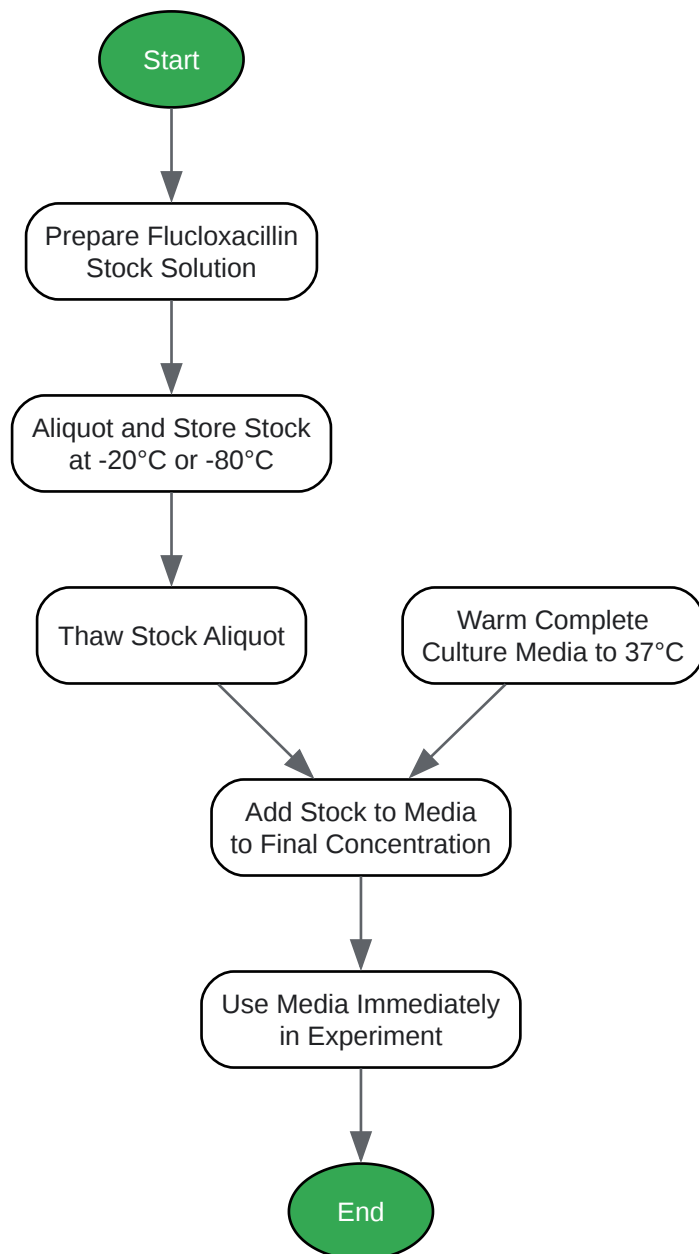 Start
Prepare Flucloxacillin
Stock Solution
Aliquot and Store Stock
at -20°C or -80°C
Thaw Stock Aliquot
Warm Complete
Culture Media to 37°C
Add Stock to Media
to Final Concentration
Use Media Immediately
in Experiment
End